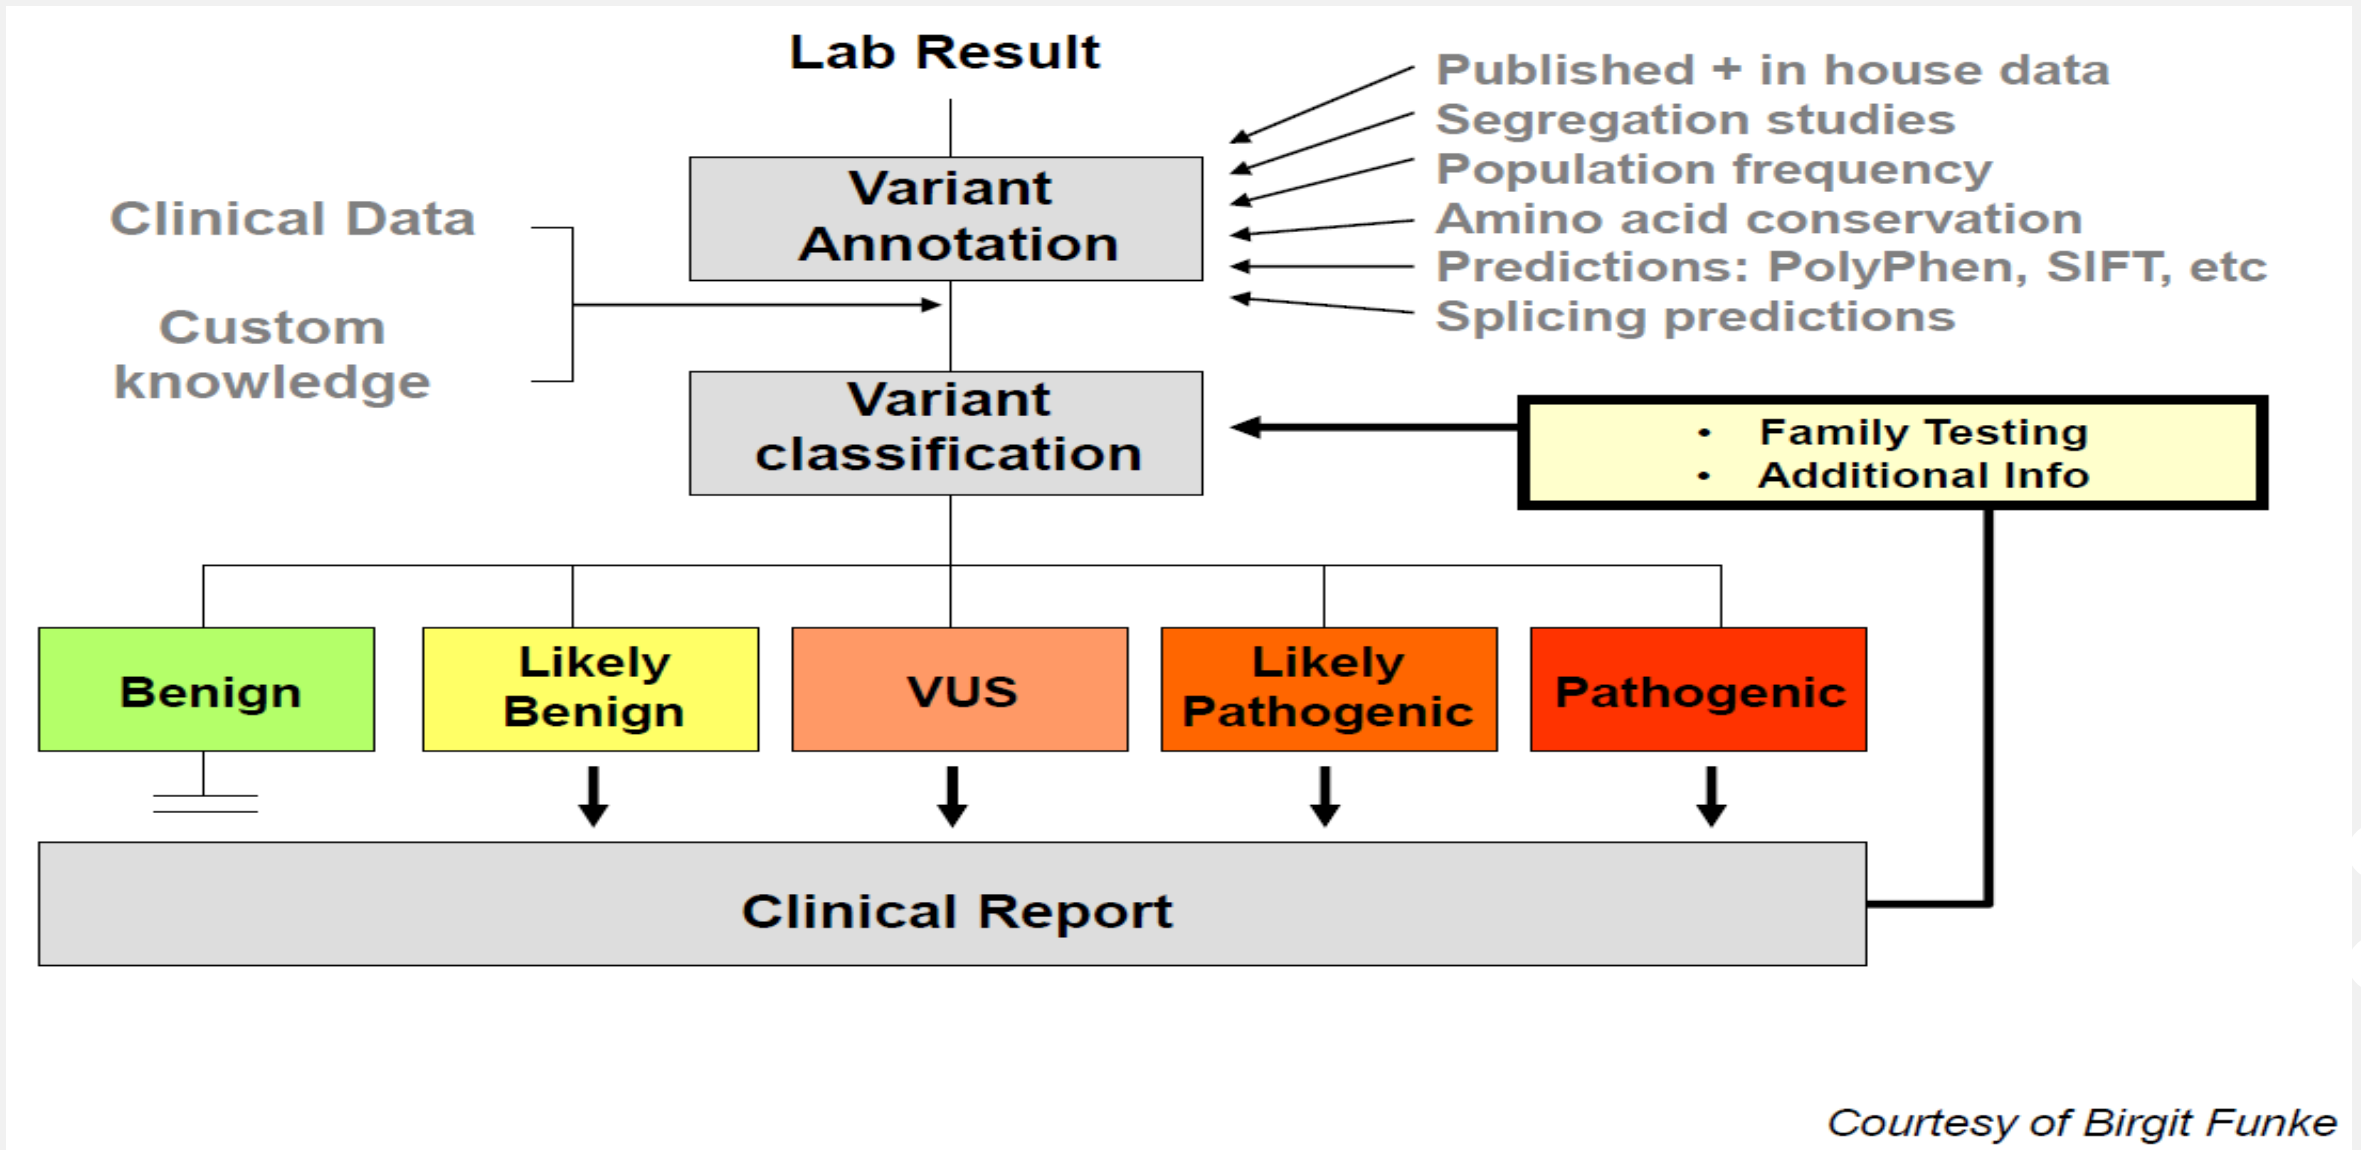 Lab Result
Published + in house data
Segregation studies
Population frequency
Amino acid conservation
Predictions: PolyPhen, SIFT, etc
Splicing predictions
Variant
Annotation
Clinical Data
Custom
knowledge
Variant
classification
• Family Testing
• Additional Info
Benign
Likely
Benign
VUS
Likely
Pathogenic
Pathogenic
Clinical Report
Courtesy of Birgit Funke